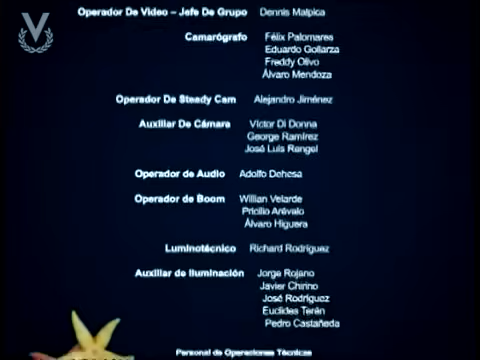 Operador De Video – Jefe De Grupo Dennis Malpica
Camarógrafo Félix Palomares
Eduardo Gollarza
Freddy Olivo
Álvaro Mendoza
Operador De Steady Cam Alejandro Jiménez
Auxiliar De Cámara Víctor Di Donna
George Ramírez
José Luis Rangel
Operador de Audio Adolfo Dehesa
Operador de Boom Willian Velarde
Pricilio Arévalo
Álvaro Higuera
Luminotécnico Richard Rodríguez
Auxiliar de Iluminación Jorge Rojano
Javier Chirino
José Rodríguez
Euclides Terán
Pedro Castañeda
Personal de Operaciones Técnicas